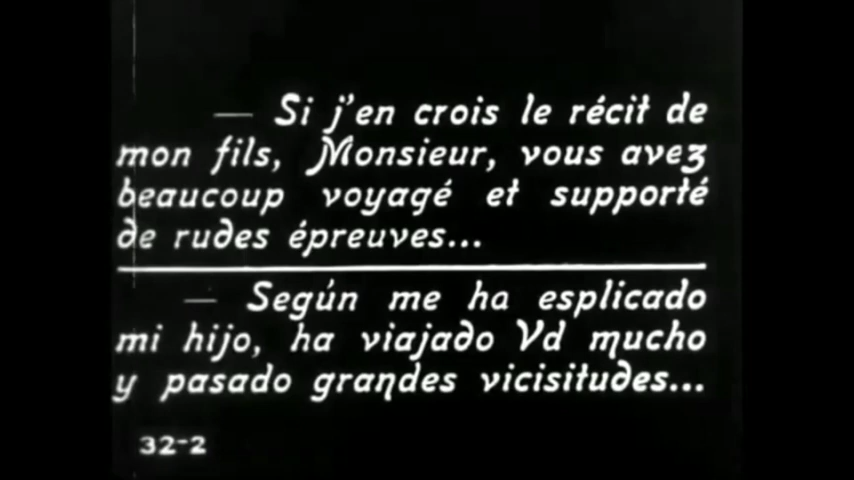 — Si j'en crois le récit de
mon fils, Monsieur, vous avez
beaucoup voyagé et supporté
de rudes épreuves...
— Según me ha esplicado
mi hijo, ha viajado Vd mucho
y pasado grandes vicisitudes...
32-2